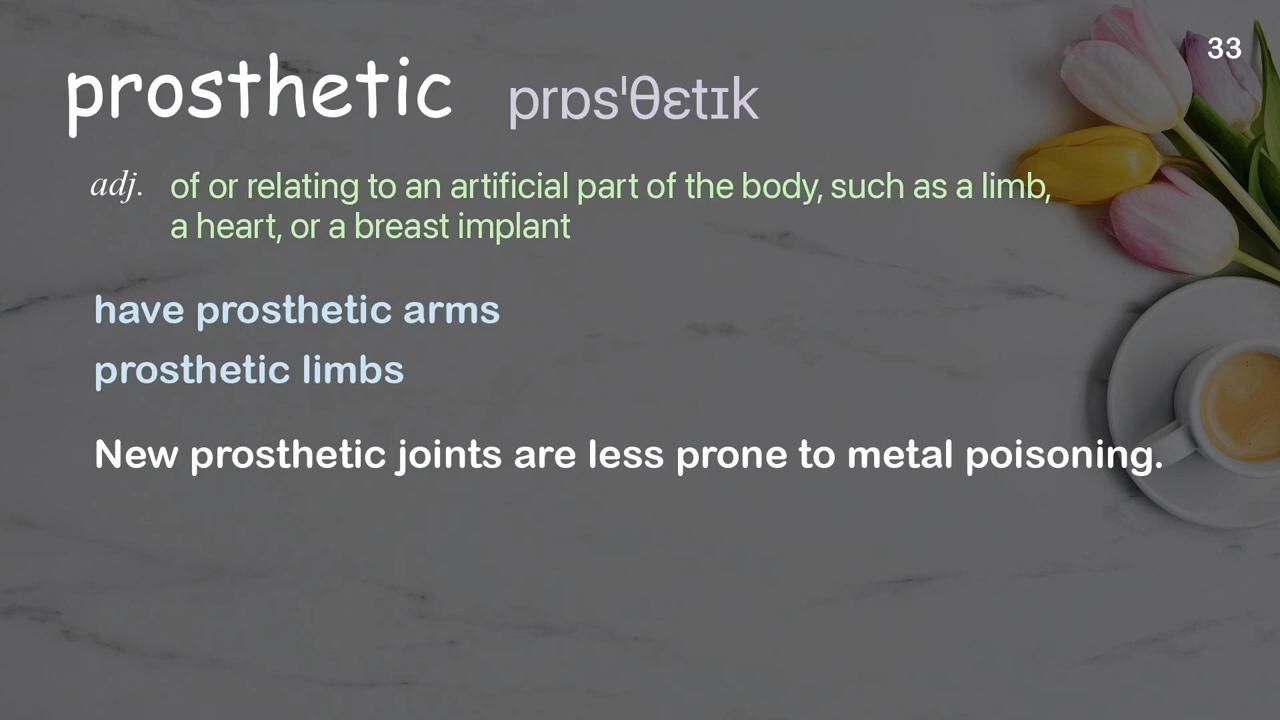 33
prosthetic prɒsˈθɛtɪk
adj. of or relating to an artificial part of the body, such as a limb,
a heart, or a breast implant
have prosthetic arms
prosthetic limbs
New prosthetic joints are less prone to metal poisoning.